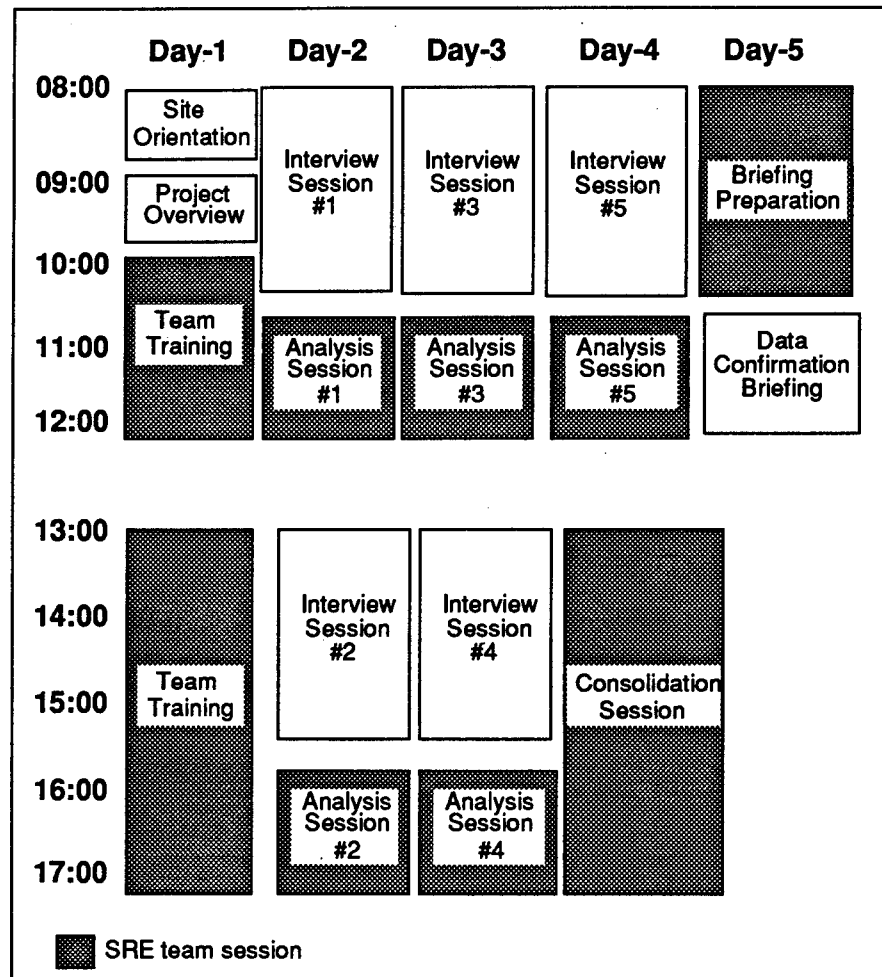 Day-1 Day-2 Day-3 Day-4 Day-5
08:00
Site
Orientation
Interview
Session
#1
Interview
Session
#3
Interview
Session
#5
Briefing
Preparation
09:00
Project
Overview
10:00
Team
Training
11:00
Analysis
Session
#1
Analysis
Session
#3
Analysis
Session
#5
Data
Confirmation
Briefing
12:00
13:00
14:00
Interview
Session
#2
Interview
Session
#4
Team
Training
15:00
Consolidation
Session
16:00
Analysis
Session
#2
Analysis
Session
#4
17:00
SRE team session